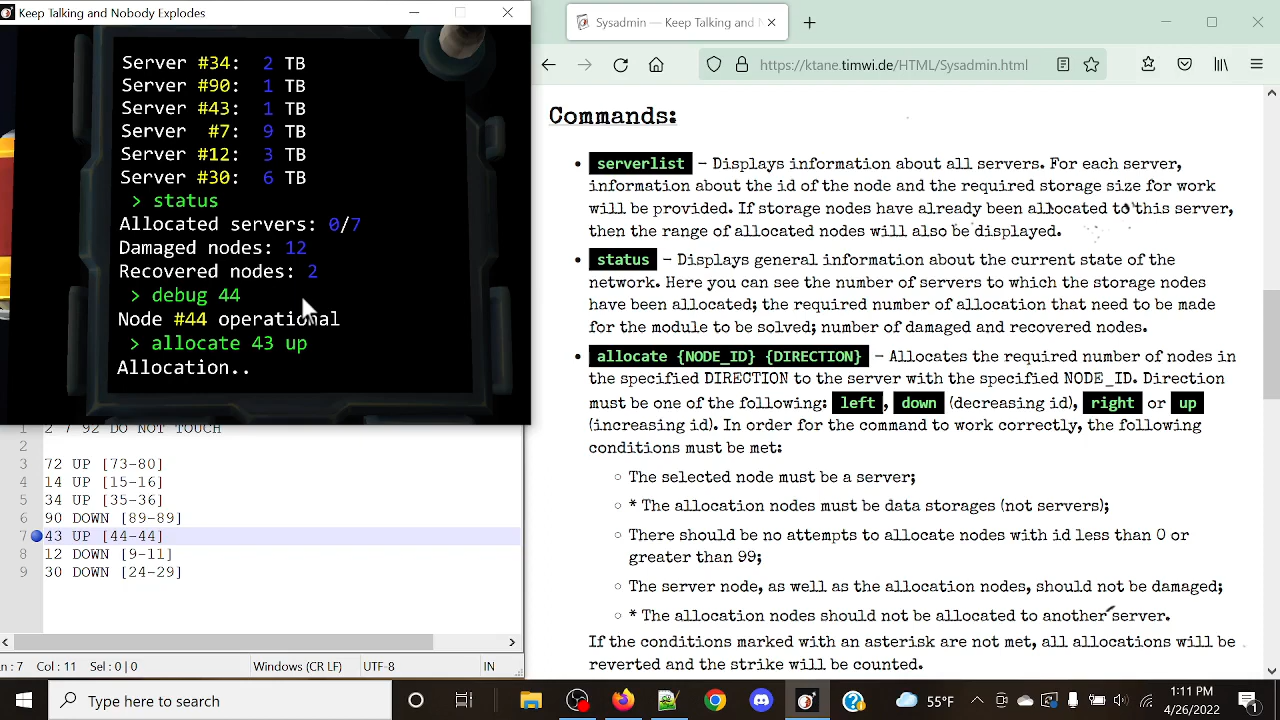 Keep Talking and Nobody Explodes
Server #34: 2 TB
Server #90: 1 TB
Server #43: 1 TB
Server #7: 9 TB
Server #12: 3 TB
Server #30: 6 TB
> status
Allocated servers: 0/7
Damaged nodes: 12
Recovered nodes: 2
> debug 44
Node #44 operational
> allocate 43 up
Allocation..
1 2 7 92 DO NOT TOUCH
2
3 72 UP [73-80]
4 14 UP [15-16]
5 34 UP [35-36]
6 90 DOWN [89-89]
7 43 UP [44-44]
8 12 DOWN [9-11]
9 30 DOWN [24-29]
Ln : 7 Col : 11 Sel : 0 | 0 Windows (CR LF) UTF-8 IN
Sysadmin — Keep Talking and N
https://ktane.timwi.de/HTML/Sysadmin.html
Commands:
• serverlist – Displays information about all servers. For each server,
information about the id of the node and the required storage size for work
will be provided. If storage nodes have already been allocated to this server,
then the range of allocated nodes will also be displayed.
• status – Displays general information about the current state of the
network. Here you can see the number of servers to which the storage nodes
have been allocated; the required number of allocation that need to be made
for the module to be solved; number of damaged and recovered nodes.
• allocate {NODE_ID} {DIRECTION} – Allocates the required number of nodes in
the specified DIRECTION to the server with the specified NODE_ID. Direction
must be one of the following: left, down (decreasing id), right or up
(increasing id). In order for the command to work correctly, the following
conditions must be met:
○ The selected node must be a server;
○ * The allocation nodes must be data storages (not servers);
○ There should be no attempts to allocate nodes with id less than 0 or
greater than 99;
○ The server node, as well as the allocation nodes, should not be damaged;
○ * The allocation nodes should not be allocated to another server.
If the conditions marked with an asterisk are not met, all allocations will be
reverted and the strike will be counted.
Type here to search
55°F
1:11 PM
4/26/2022
1